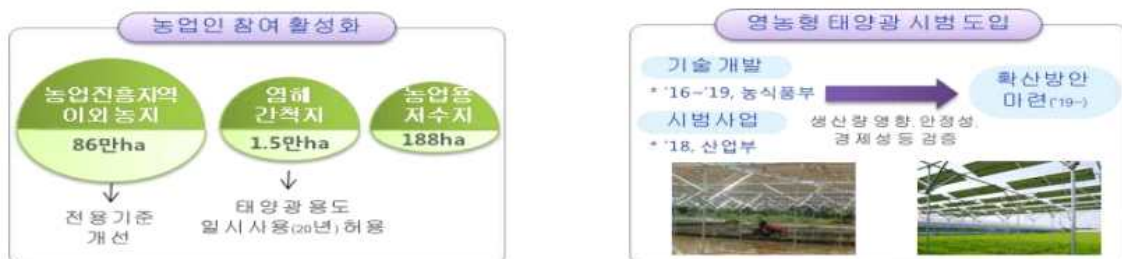 농업인 참여 활성화
농업진흥지역
이외 농지
86만ha
염해
간척지
1.5만ha
농업용
저수지
188ha
전용기준
개선
태양광용도
일시사용(20년) 허용
영농형 태양광 시범 도입
기술 개발
* '16~'19, 농식품부
시범사업
* '18, 산업부
생산량 영향, 안정성,
경제성 등 검증
확산방안
마련('19~)